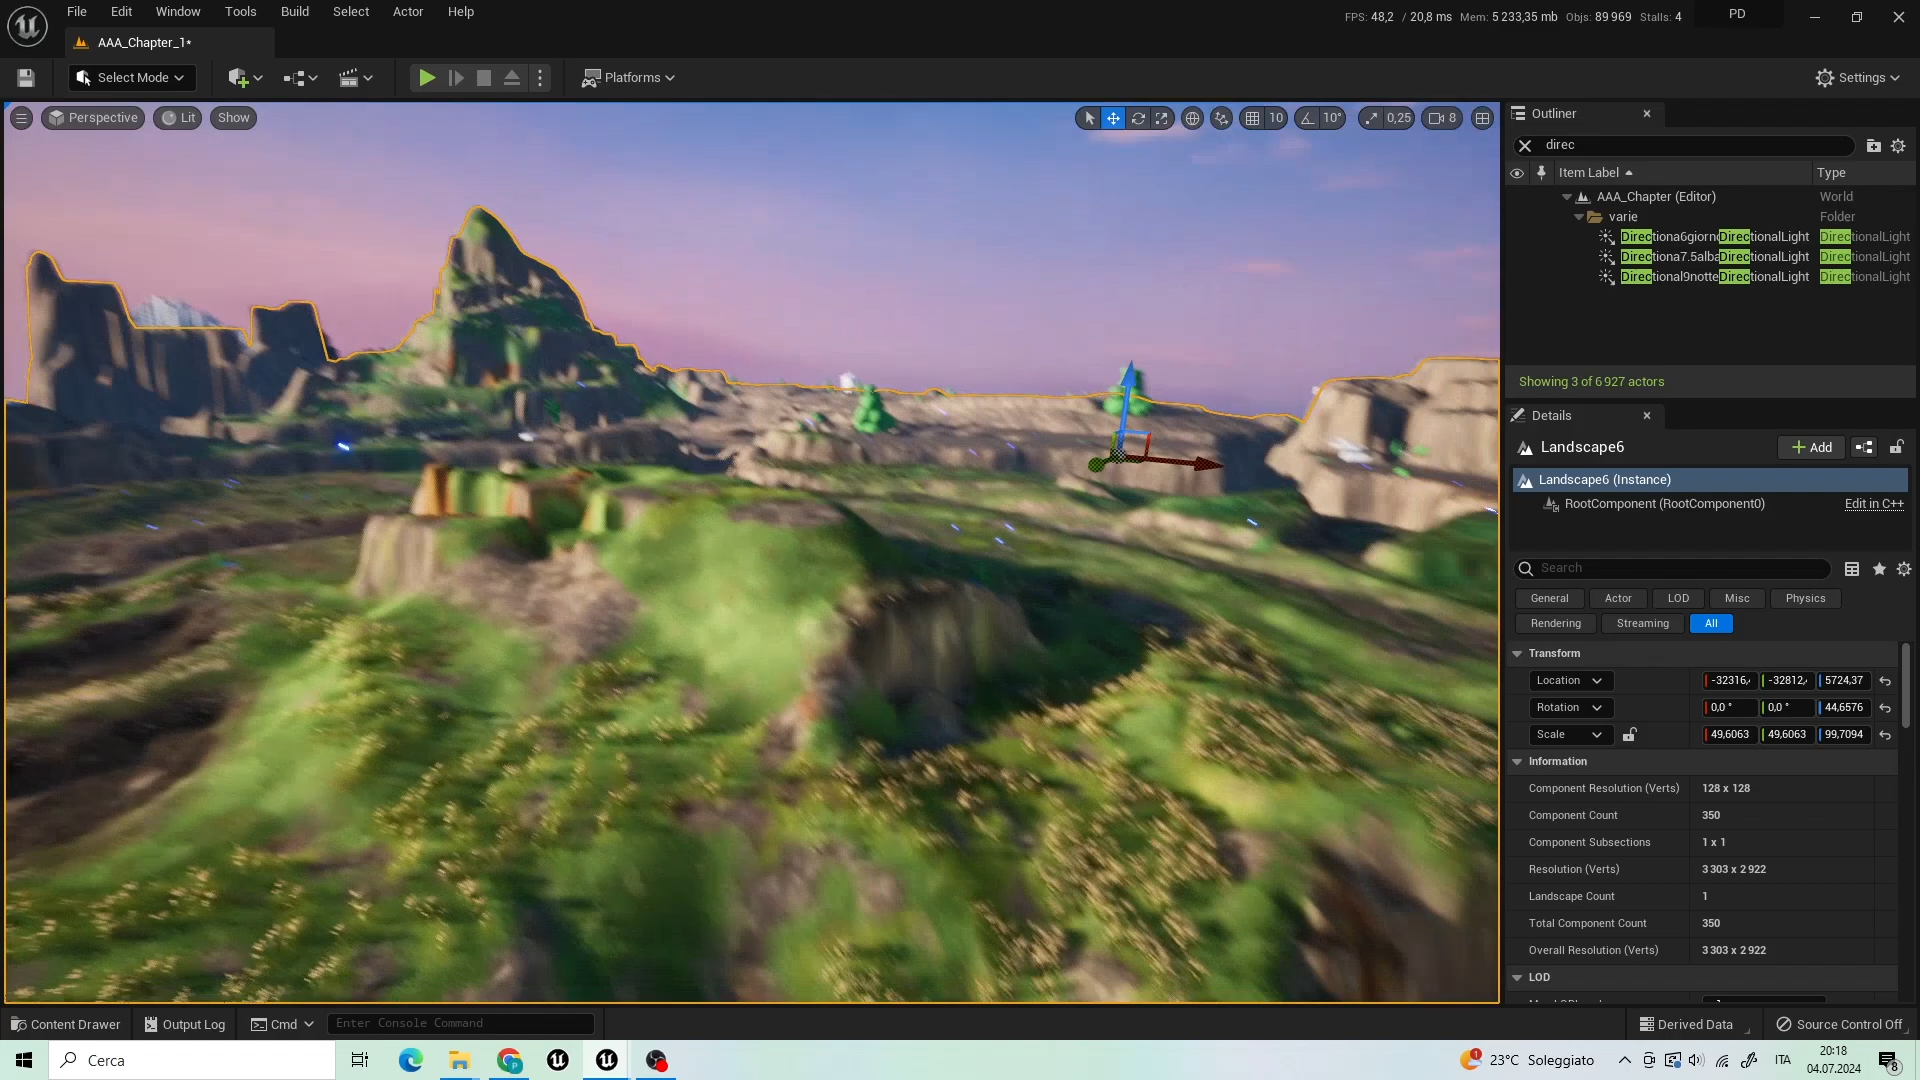 File Edit Window Tools Build Select Actor Help
FPS: 48,2 / 20,8 ms Mem: 5 233,35 mb Objs: 89 969 Stalls: 4
PD
AAA_Chapter_1*
Select Mode
Platforms
Settings
Perspective Lit Show
10 10° 0,25 8
Outliner
direc
Item Label Type
AAA_Chapter (Editor) World
varie Folder
Directiona6giorno DirectionalLight DirectionalLight
Directiona7.5alba DirectionalLight DirectionalLight
Directional9notte DirectionalLight DirectionalLight
Showing 3 of 6 927 actors
Details
Landscape6 Add
Landscape6 (Instance)
RootComponent (RootComponent0) Edit in C++
Search
General Actor LOD Misc Physics
Rendering Streaming All
Transform
Location -32316, -32812, 5724,37
Rotation 0,0 ° 0,0 ° 44,6576
Scale 49,6063 49,6063 99,7094
Information
Component Resolution (Verts) 128 x 128
Component Count 350
Component Subsections 1 x 1
Resolution (Verts) 3 303 x 2 922
Landscape Count 1
Total Component Count 350
Overall Resolution (Verts) 3 303 x 2 922
LOD
Content Drawer Output Log Cmd Enter Console Command Derived Data Source Control Off
Cerca
1 23°C Soleggiato ITA
20:18
04.07.2024
8